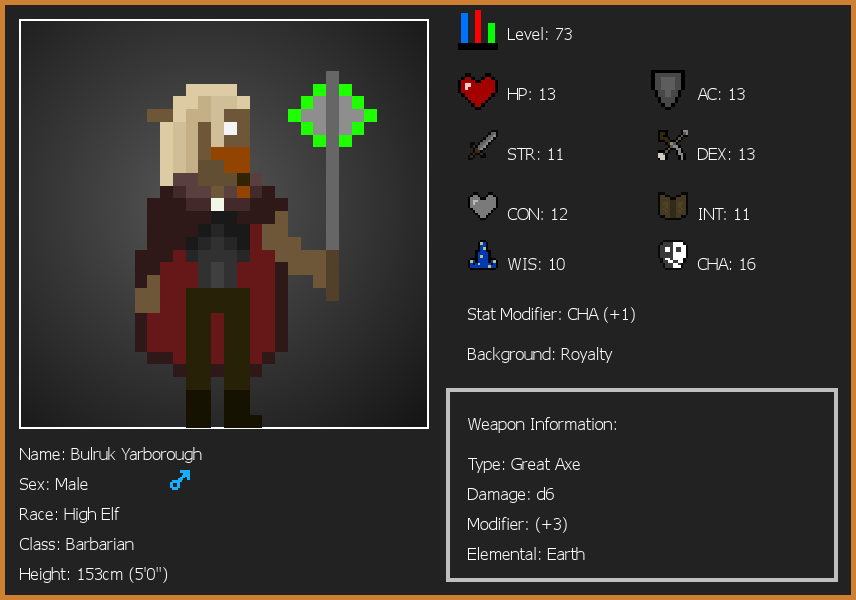 Level: 73
HP: 13
AC: 13
STR: 11
DEX: 13
CON: 12
INT: 11
WIS: 10
CHA: 16
Stat Modifier: CHA (+1)
Background: Royalty
Weapon Information:
Type: Great Axe
Damage: d6
Modifier: (+3)
Elemental: Earth
Name: Bulruk Yarborough
Sex: Male
Race: High Elf
Class: Barbarian
Height: 153cm (5'0")